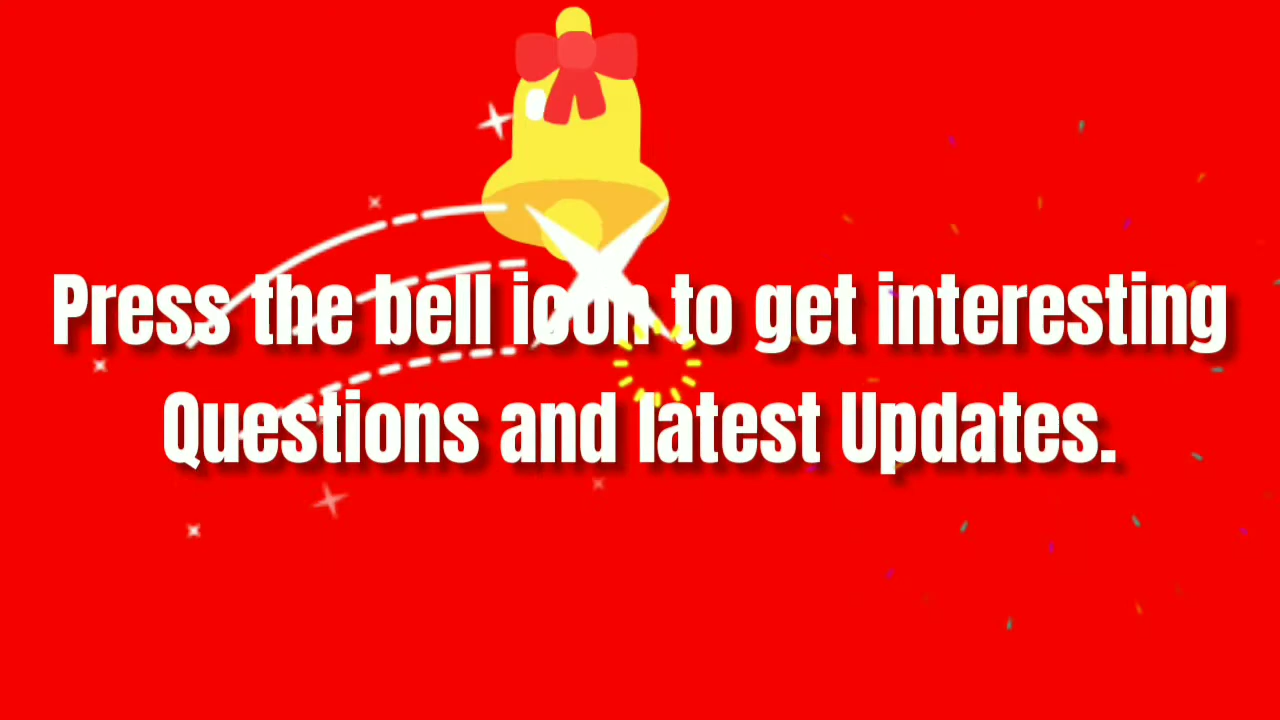 Press the bell icon to get interesting
Questions and latest Updates.